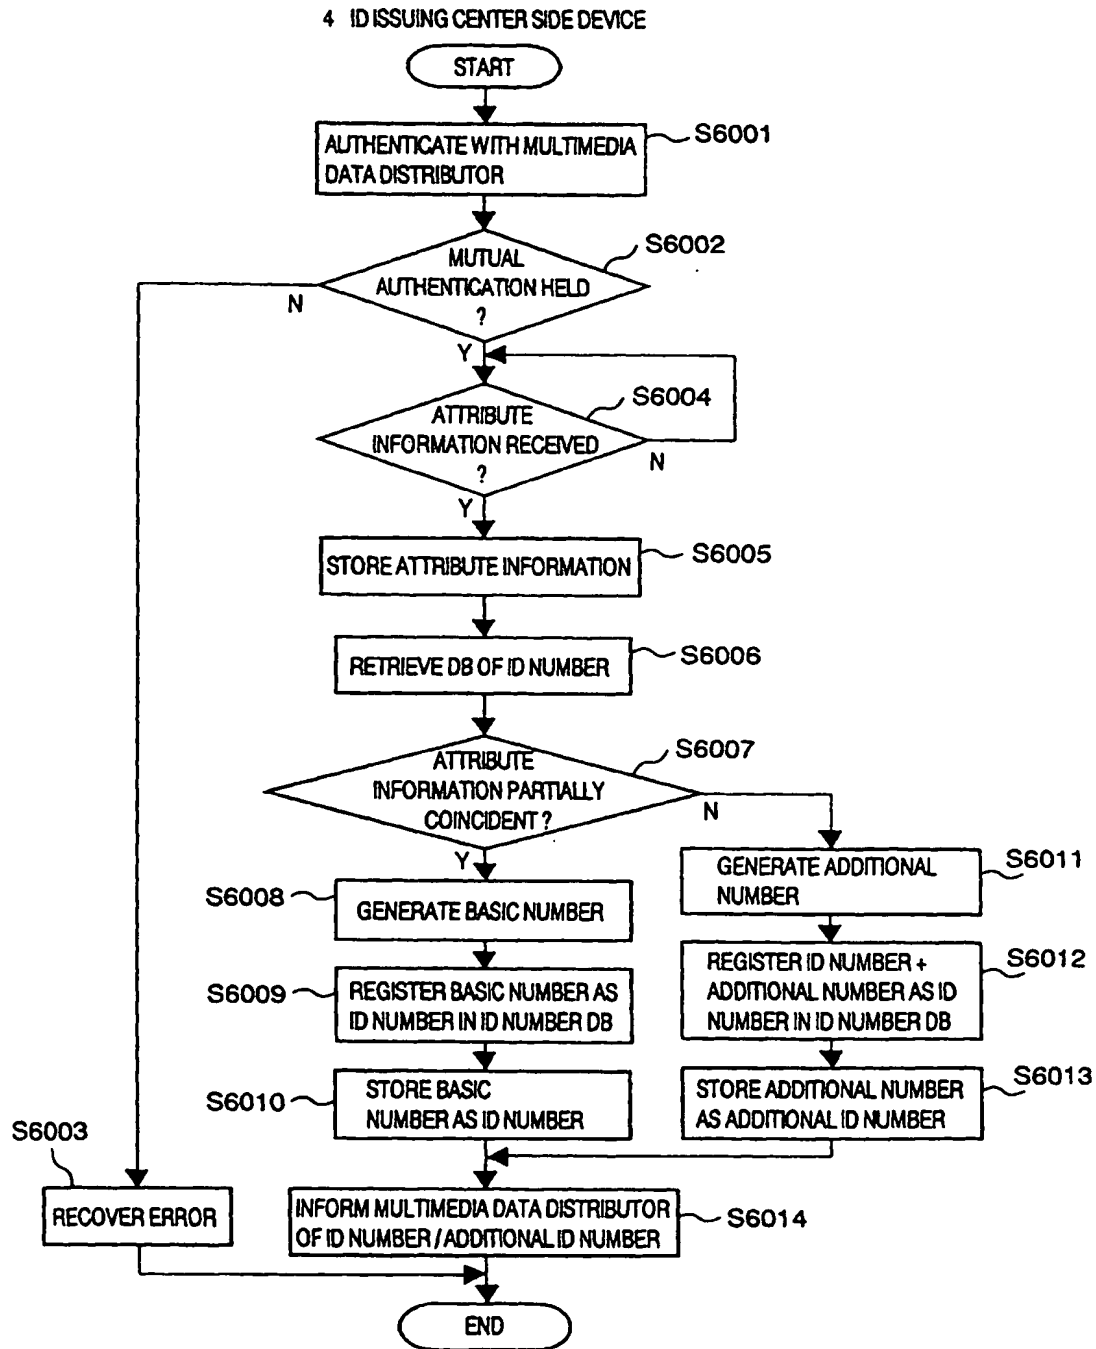 4 ID ISSUING CENTER SIDE DEVICE
START
AUTHENTICATE WITH MULTIMEDIA
DATA DISTRIBUTOR
S6001
MUTUAL
AUTHENTICATION HELD
?
S6002
N
Y
ATTRIBUTE
INFORMATION RECEIVED
?
S6004
N
Y
STORE ATTRIBUTE INFORMATION
S6005
RETRIEVE DB OF ID NUMBER
S6006
ATTRIBUTE
INFORMATION PARTIALLY
COINCIDENT ?
S6007
N
Y
S6008
GENERATE BASIC NUMBER
GENERATE ADDITIONAL
NUMBER
S6011
S6009
REGISTER BASIC NUMBER AS
ID NUMBER IN ID NUMBER DB
REGISTER ID NUMBER +
ADDITIONAL NUMBER AS ID
NUMBER IN ID NUMBER DB
S6012
S6010
STORE BASIC
NUMBER AS ID NUMBER
STORE ADDITIONAL NUMBER
AS ADDITIONAL ID NUMBER
S6013
S6003
RECOVER ERROR
INFORM MULTIMEDIA DATA DISTRIBUTOR
OF ID NUMBER / ADDITIONAL ID NUMBER
S6014
END